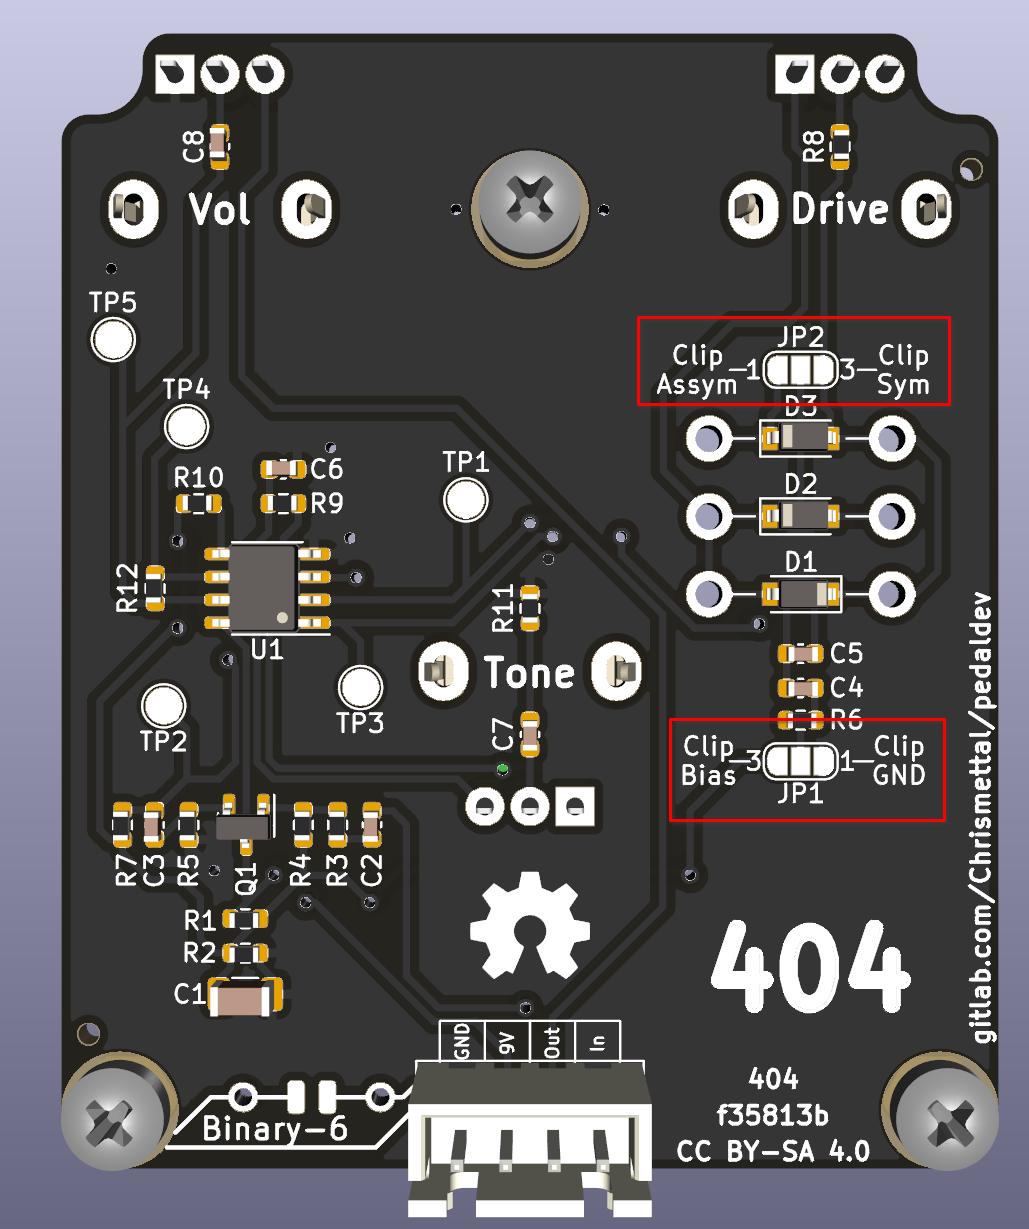 C8
R8
Vol
Drive
TP5
JP2
Clip
Assym
1
3
Clip
Sym
TP4
D3
C6
TP1
R10
R9
D2
D1
R12
R11
U1
C5
Tone
C4
TP3
TP2
C7
R6
Clip
Bias
3
1
Clip
GND
JP1
R7
C3
R5
Q1
R4
R3
C2
R1
R2
C1
404
gitlab.com/Chrismettal/pedaldev
GND
9V
Out
In
Binary-6
404
f35813b
CC BY-SA 4.0